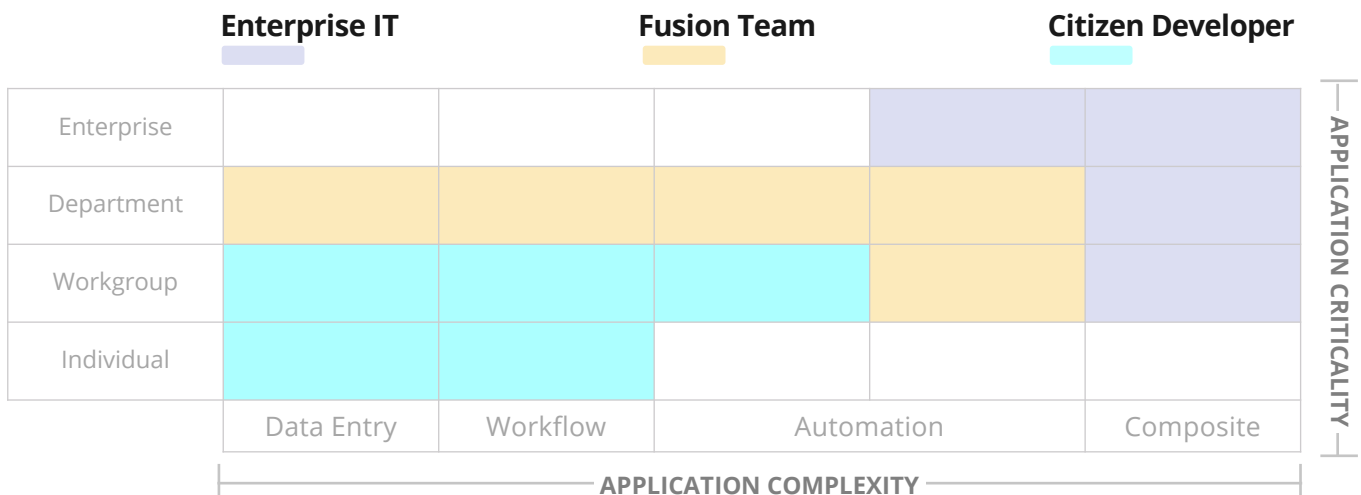 Enterprise IT
Fusion Team
Citizen Developer
Enterprise
Department
Workgroup
Individual
Data Entry
Workflow
Automation
Composite
APPLICATION COMPLEXITY
APPLICATION CRITICALITY